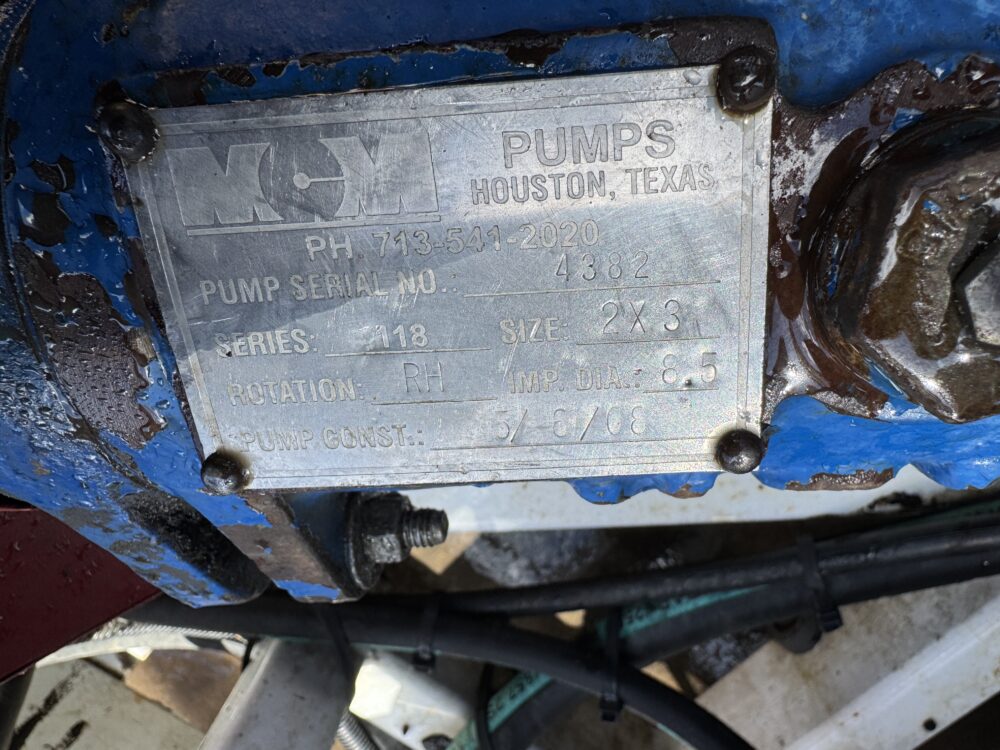 MCM
PUMPS
HOUSTON, TEXAS
PH. 713-541-2020
PUMP SERIAL NO.: 4382
SERIES: 118 SIZE: 2X3
ROTATION: RH IMP. DIA.: 8.5
PUMP CONST.: 5/ 6/08